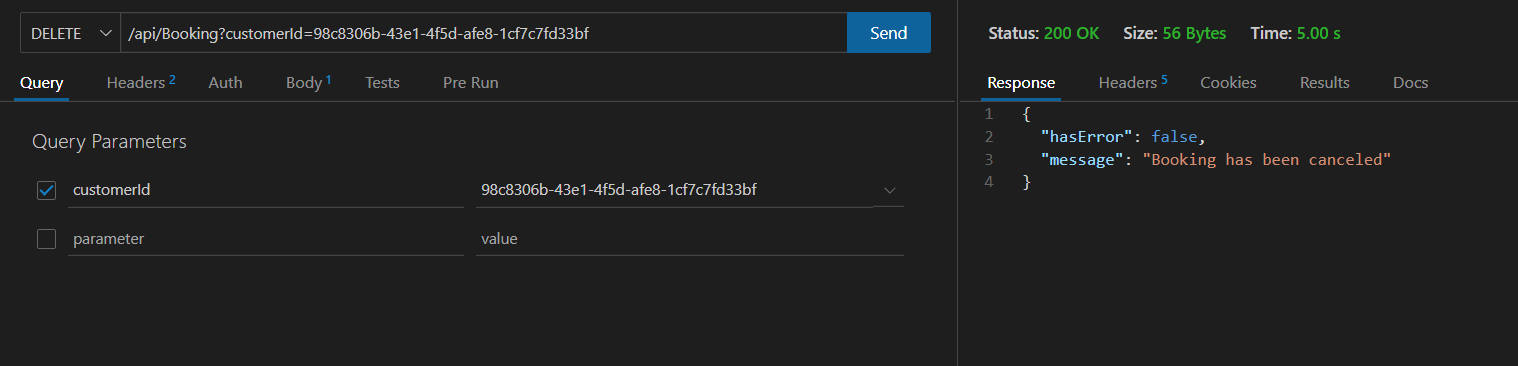 DELETE /api/Booking?customerId=98c8306b-43e1-4f5d-afe8-1cf7c7fd33bf Send
Query Headers 2 Auth Body 1 Tests Pre Run
Query Parameters
customerId 98c8306b-43e1-4f5d-afe8-1cf7c7fd33bf
parameter value
Status: 200 OK Size: 56 Bytes Time: 5.00 s
Response Headers 5 Cookies Results Docs
1 {
2 "hasError": false,
3 "message": "Booking has been canceled"
4 }